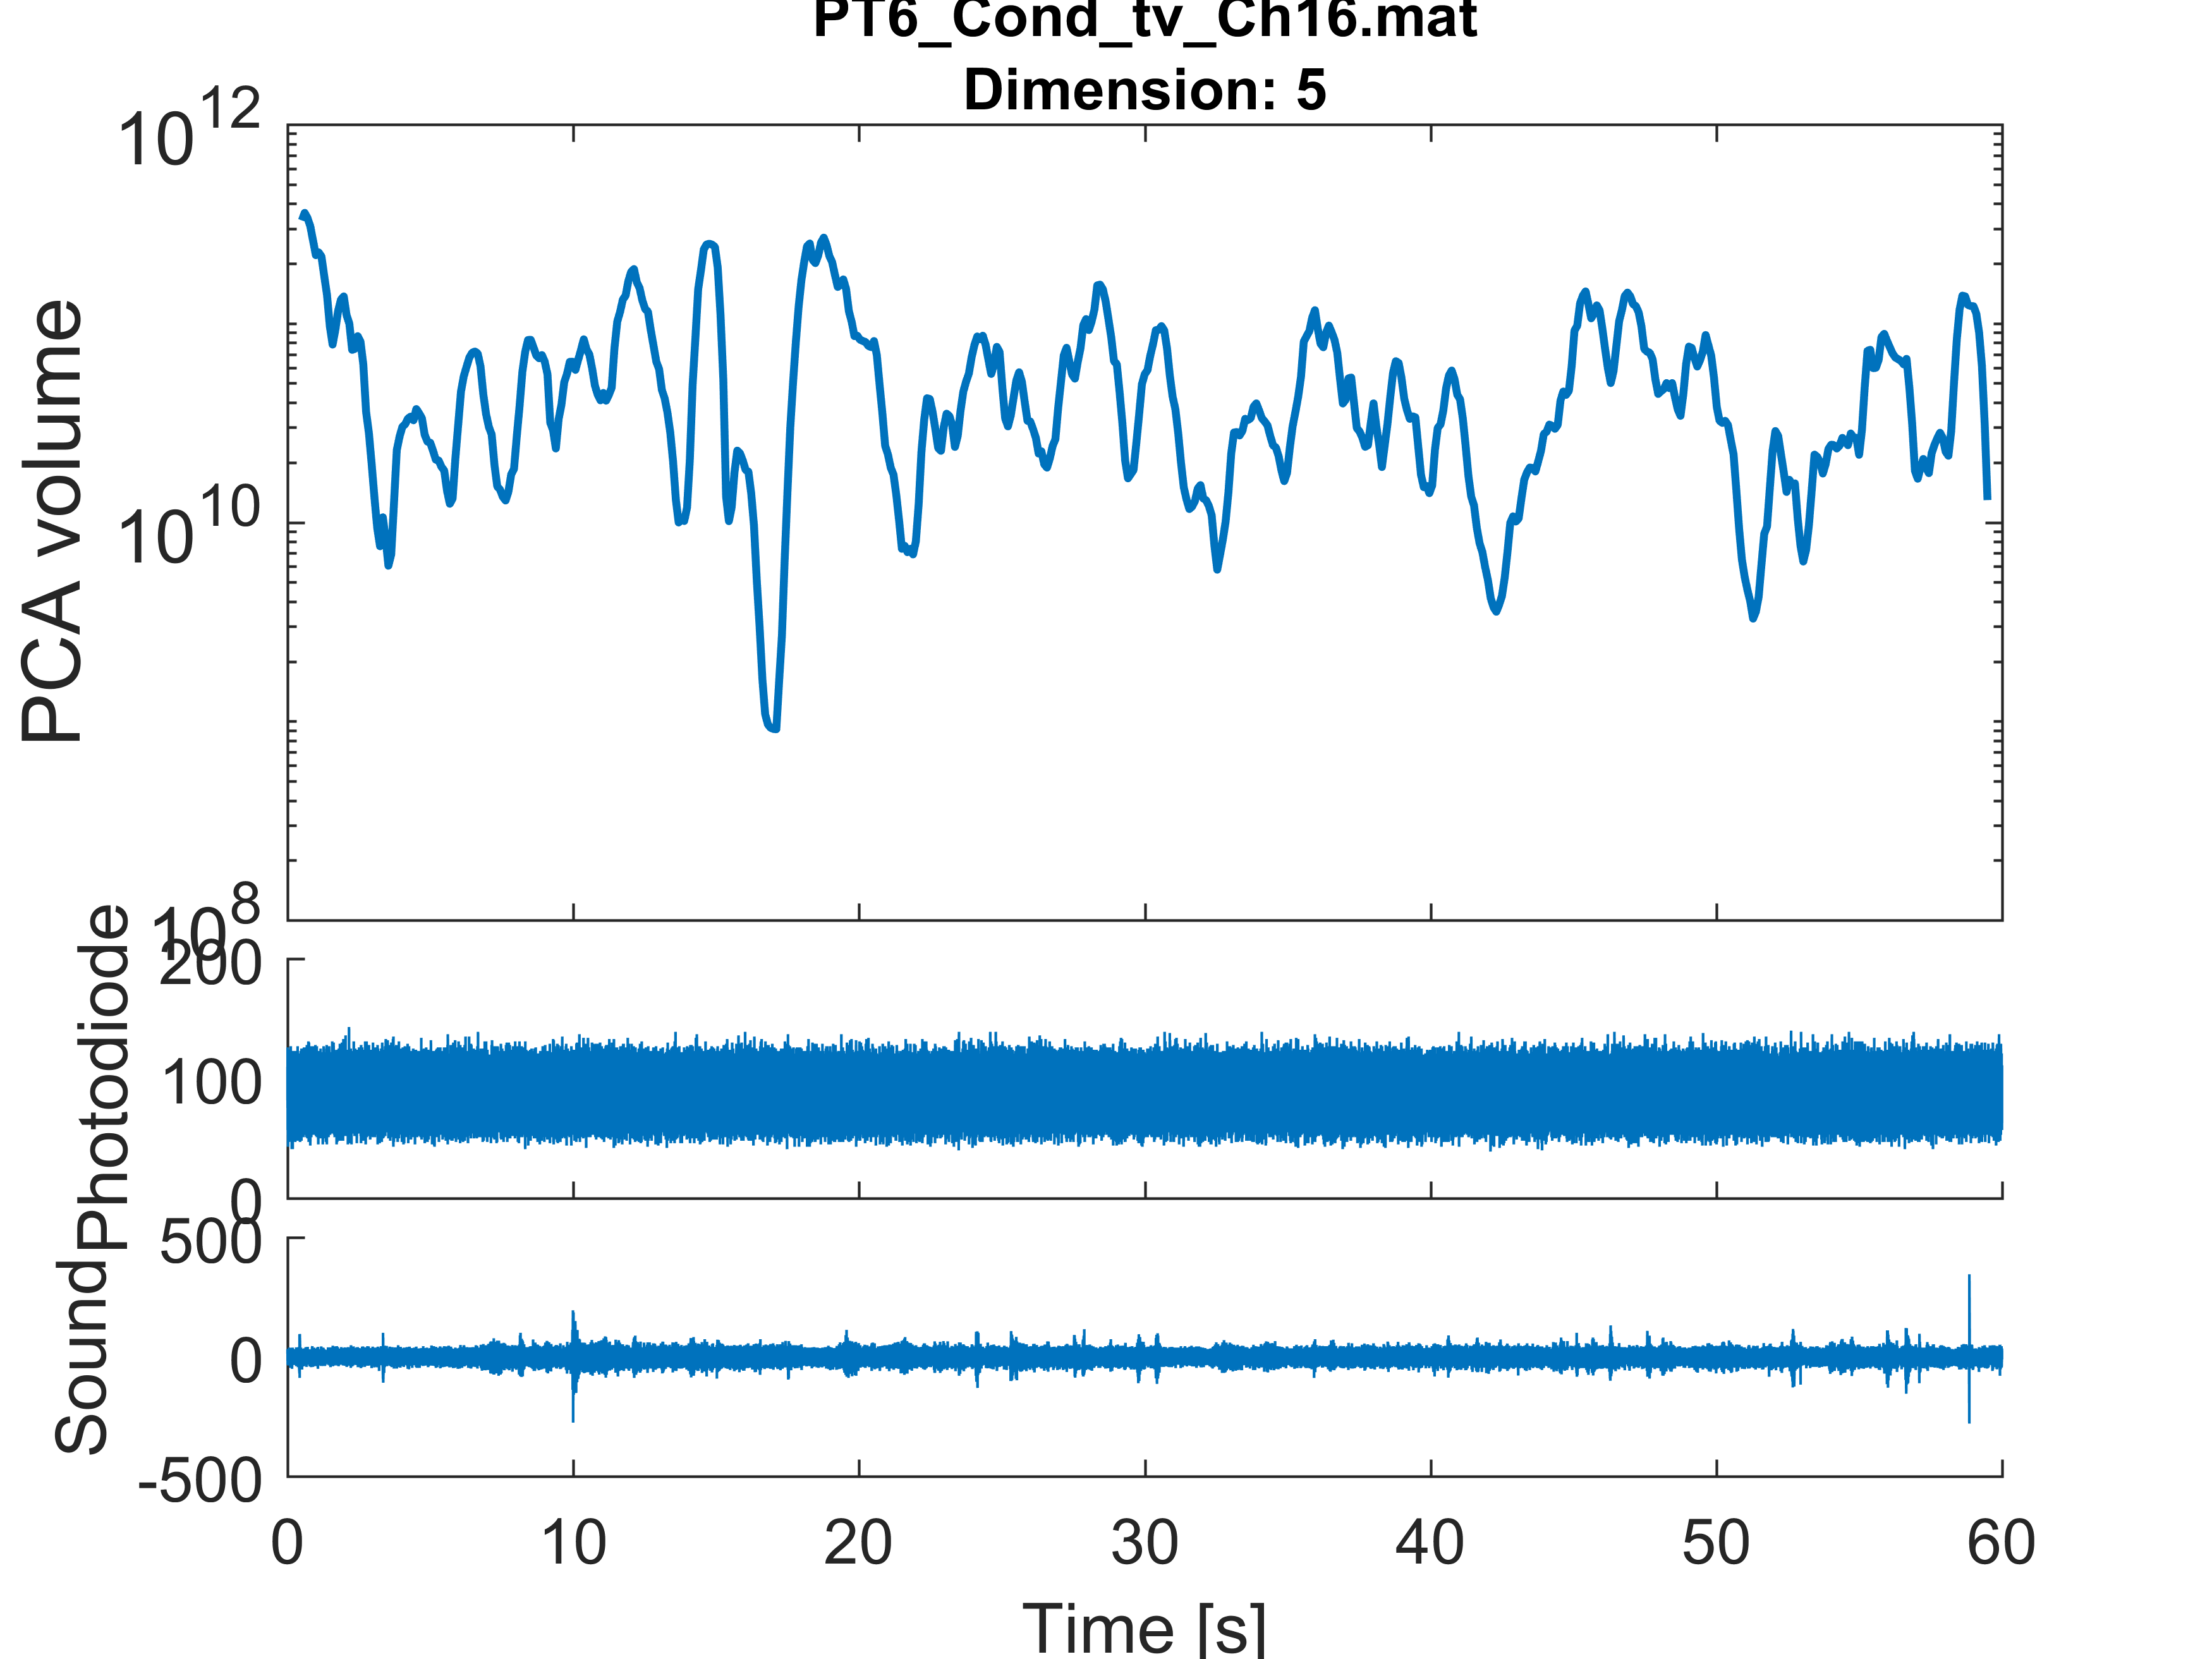 PT6_Cond_tv_Ch16.mat
Dimension: 5
10^12
10^10
10^8
PCA volume
200
100
0
Photodiode
500
0
-500
Sound
0 10 20 30 40 50 60
Time [s]